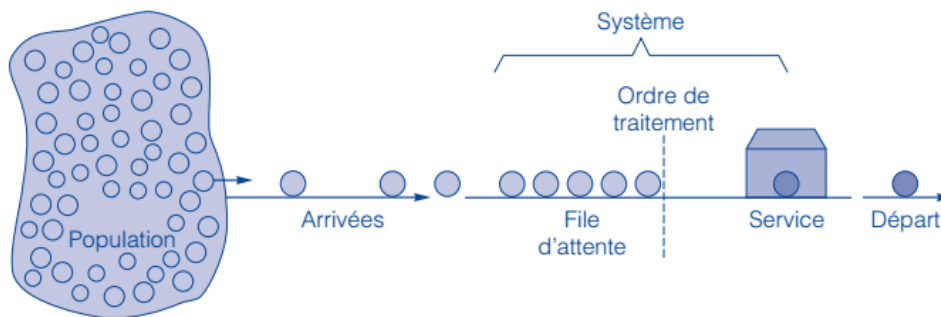 Système
Ordre de
traitement
Population
Arrivées
File
d'attente
Service
Départ